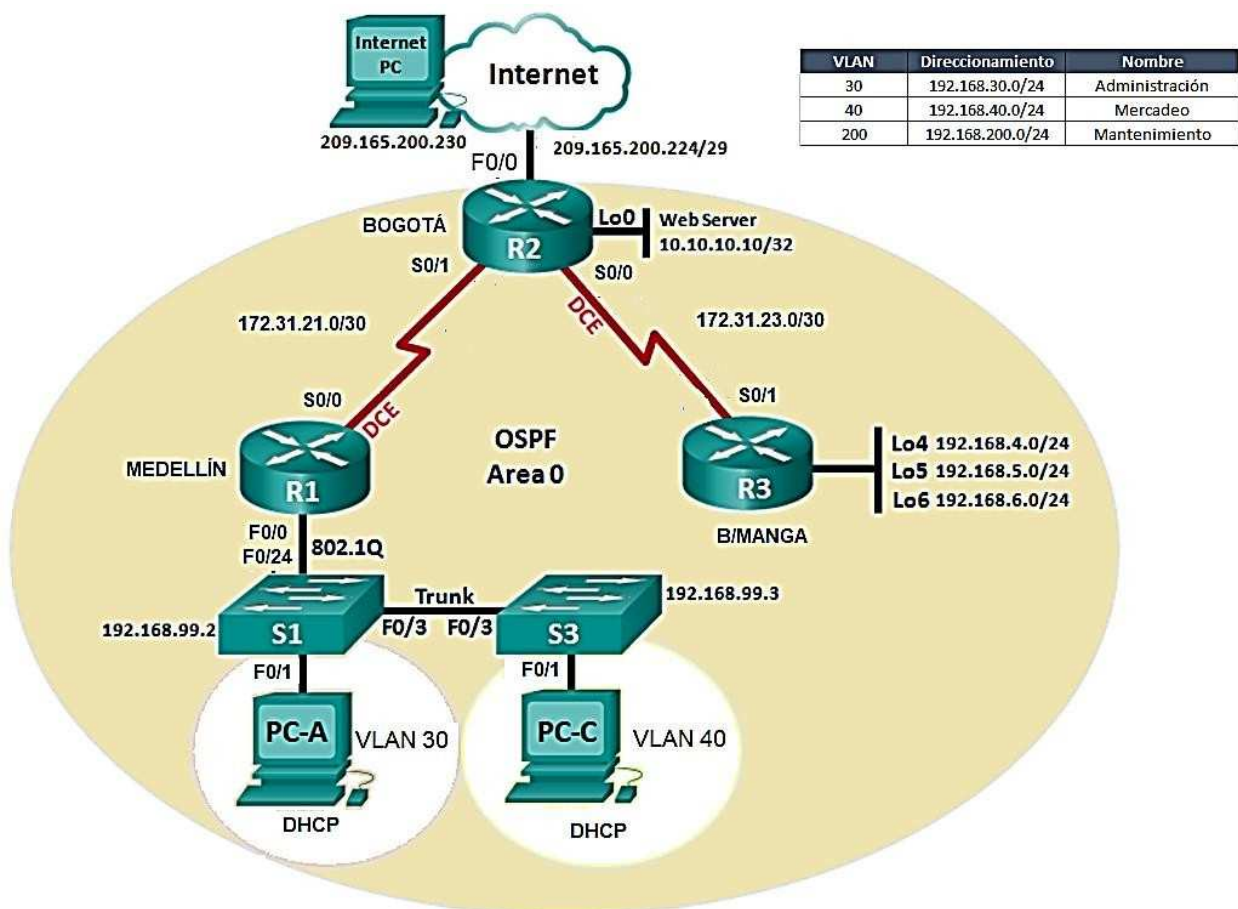 Internet
PC
Internet
209.165.200.230
209.165.200.224/29
F0/0
VLAN Direccionamiento Nombre
30 192.168.30.0/24 Administración
40 192.168.40.0/24 Mercadeo
200 192.168.200.0/24 Mantenimiento
BOGOTÁ
R2
Lo0
Web Server
10.10.10.10/32
S0/1
S0/0
DCE
172.31.21.0/30
172.31.23.0/30
S0/0
DCE
S0/1
OSPF
Area 0
MEDELLÍN
R1
R3
Lo4 192.168.4.0/24
Lo5 192.168.5.0/24
Lo6 192.168.6.0/24
B/MANGA
F0/0
F0/24
802.1Q
Trunk
192.168.99.3
192.168.99.2
S1
F0/3
F0/3
S3
F0/1
F0/1
PC-A
VLAN 30
PC-C
VLAN 40
DHCP
DHCP